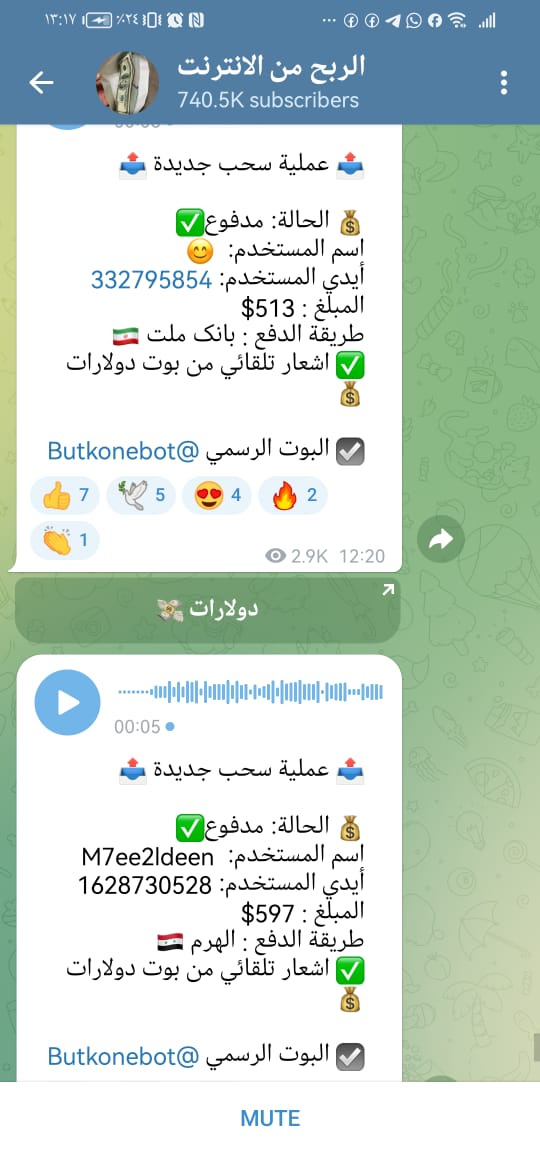 ١٣:١٧
٪٢٤
الربح من الانترنت
740.5K subscribers
عملية سحب جديدة
الحالة: مدفوع
اسم المستخدم:
أيدي المستخدم: 332795854
المبلغ : 513$
طريقة الدفع : بانک ملت
اشعار تلقائي من بوت دولارات
البوت الرسمي @Butkonebot
7
5
4
2
1
2.9K 12:20
دولارات
00:05
عملية سحب جديدة
الحالة: مدفوع
اسم المستخدم: M7ee2ldeen
أيدي المستخدم: 1628730528
المبلغ : 597$
طريقة الدفع : الهرم
اشعار تلقائي من بوت دولارات
البوت الرسمي @Butkonebot
MUTE